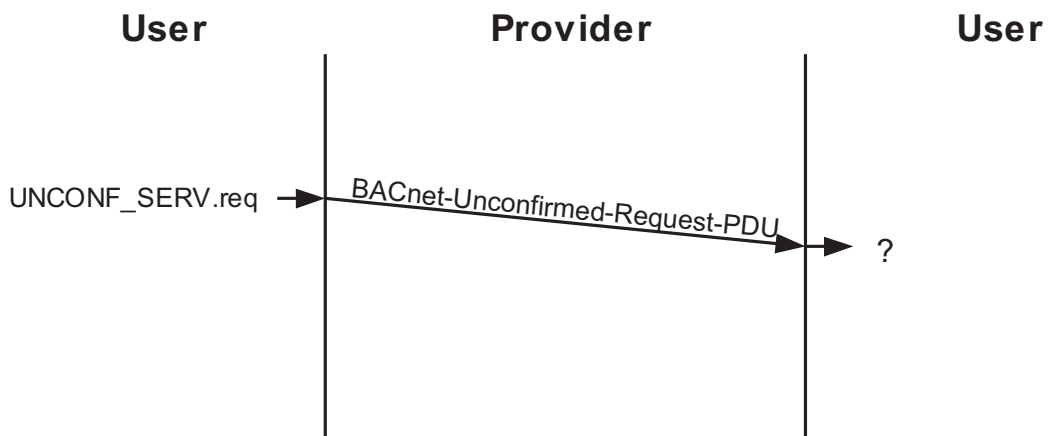 User Provider User
UNCONF_SERV.req BACnet-Unconfirmed-Request-PDU ?